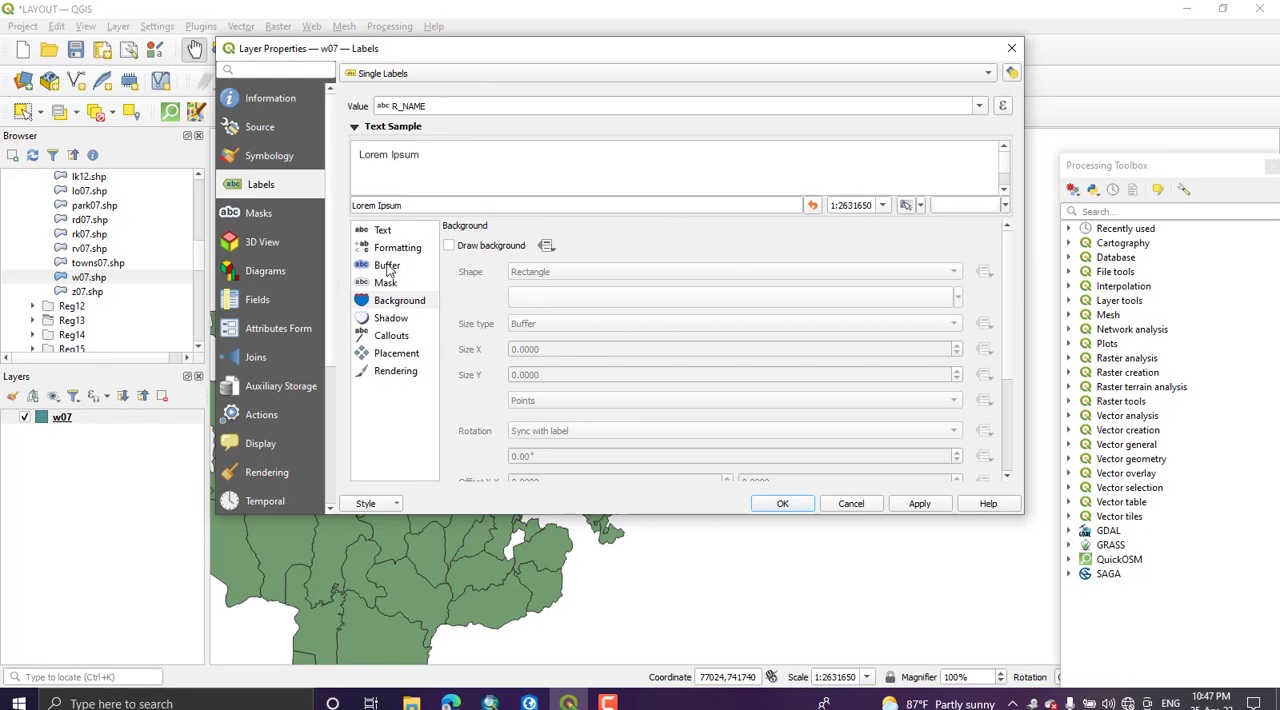 *LAYOUT — QGIS
Project Edit View Layer Settings Plugins Vector Raster Web Mesh Processing Help
Layer Properties — w07 — Labels
Information
Source
Symbology
Labels
Masks
3D View
Diagrams
Fields
Attributes Form
Joins
Auxiliary Storage
Actions
Display
Rendering
Temporal
Single Labels
Value abc R_NAME
Text Sample
Lorem Ipsum
Lorem Ipsum
1:2631650
Text
Formatting
Buffer
Mask
Background
Shadow
Callouts
Placement
Rendering
Background
Draw background
Shape Rectangle
Size type Buffer
Size X 0.0000
Size Y 0.0000
Points
Rotation Sync with label
0.00°
Offset X,Y 0.0000 0.0000
Style
OK Cancel Apply Help
Browser
lk12.shp
lo07.shp
park07.shp
rd07.shp
rk07.shp
rv07.shp
towns07.shp
w07.shp
z07.shp
Reg12
Reg13
Reg14
Reg15
Layers
w07
Processing Toolbox
Search...
Recently used
Cartography
Database
File tools
Interpolation
Layer tools
Mesh
Network analysis
Plots
Raster analysis
Raster creation
Raster terrain analysis
Raster tools
Vector analysis
Vector creation
Vector general
Vector geometry
Vector overlay
Vector selection
Vector table
Vector tiles
GDAL
GRASS
QuickOSM
SAGA
Type to locate (Ctrl+K)
Coordinate 77024,741740 Scale 1:2631650 Magnifier 100% Rotation
Type here to search
87°F Partly sunny ENG 10:47 PM